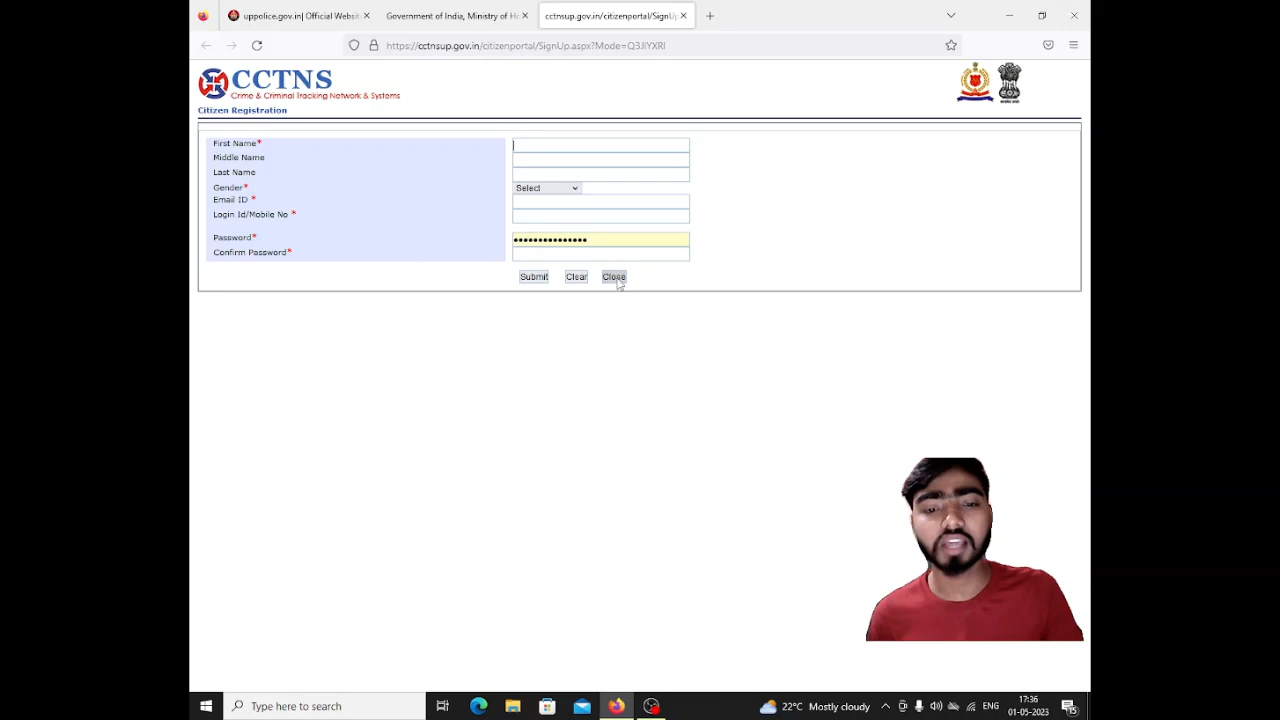 uppolice.gov.in| Official Websit
Government of India, Ministry of Ho
cctnsup.gov.in/citizenportal/SignU
https://cctnsup.gov.in/citizenportal/SignUp.aspx?Mode=Q3JlYXRl
CCTNS
Crime & Criminal Tracking Network & Systems
Citizen Registration
First Name*
Middle Name
Last Name
Gender*
Select
Email ID *
Login Id/Mobile No *
Password*
Confirm Password*
Submit Clear Close
Type here to search
22°C Mostly cloudy
ENG
17:36
01-05-2023